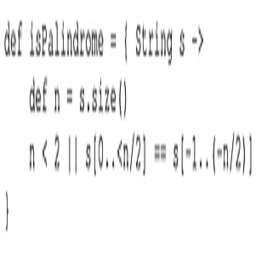 def isPalindrome = { String s ->
    def n = s.size()
    n < 2 || s[0..<n/2] == s[-1..(-n/2)]
}